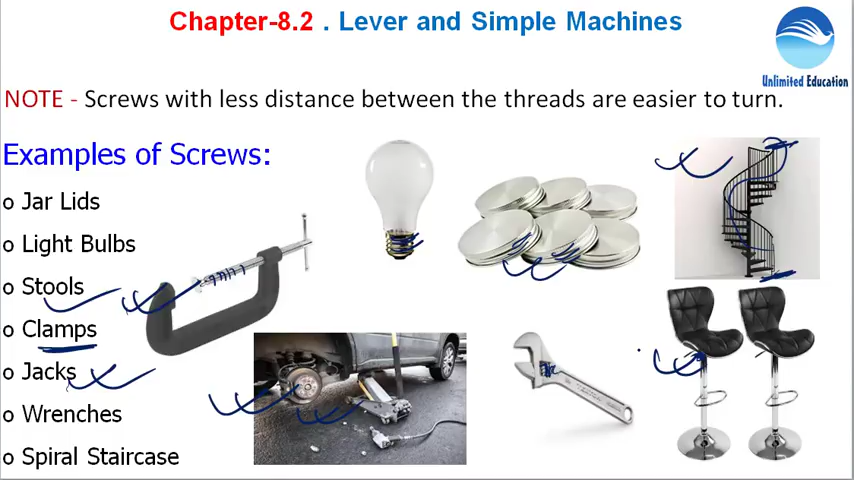 Chapter-8.2 . Lever and Simple Machines
Unlimited Education
NOTE - Screws with less distance between the threads are easier to turn.
Examples of Screws:
o Jar Lids
o Light Bulbs
o Stools
o Clamps
o Jacks
o Wrenches
o Spiral Staircase